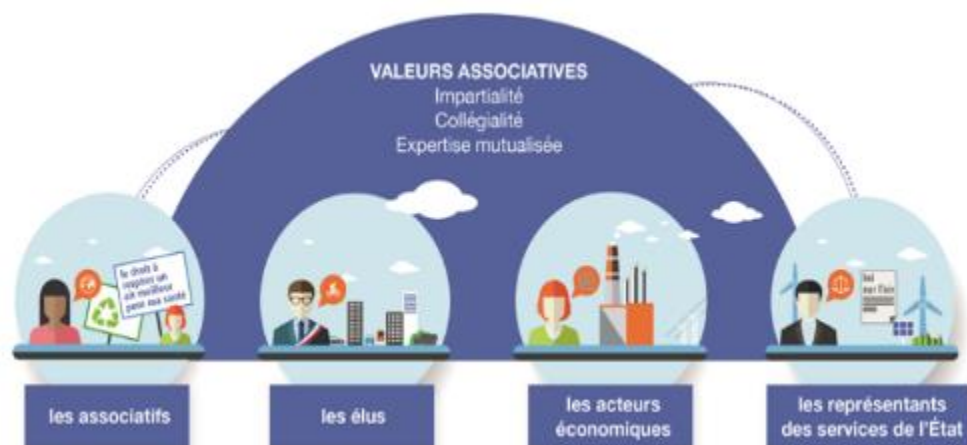 VALEURS ASSOCIATIVES
Impartialité
Collégialité
Expertise mutualisée
le droit à
respirer un
air meilleur
pour ma santé
loi
sur l'air
les associatifs
les élus
les acteurs
économiques
les représentants
des services de l'État